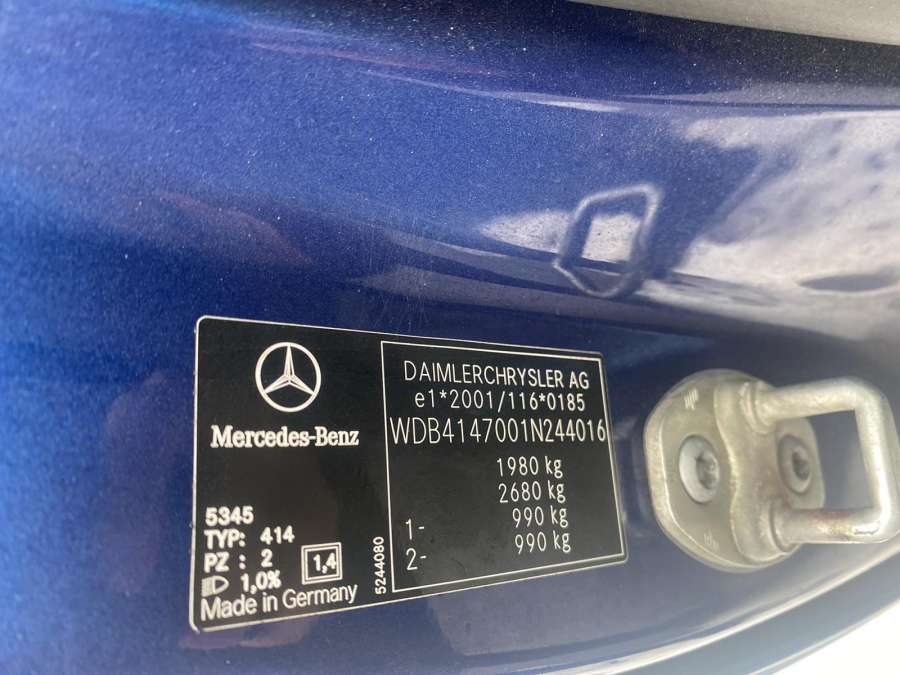 Mercedes-Benz
5345
TYP: 414
PZ : 2
1,0%
1,4
Made in Germany
5244080
DAIMLERCHRYSLER AG
e1*2001/116*0185
WDB4147001N244016
1980 kg
2680 kg
1- 990 kg
2- 990 kg